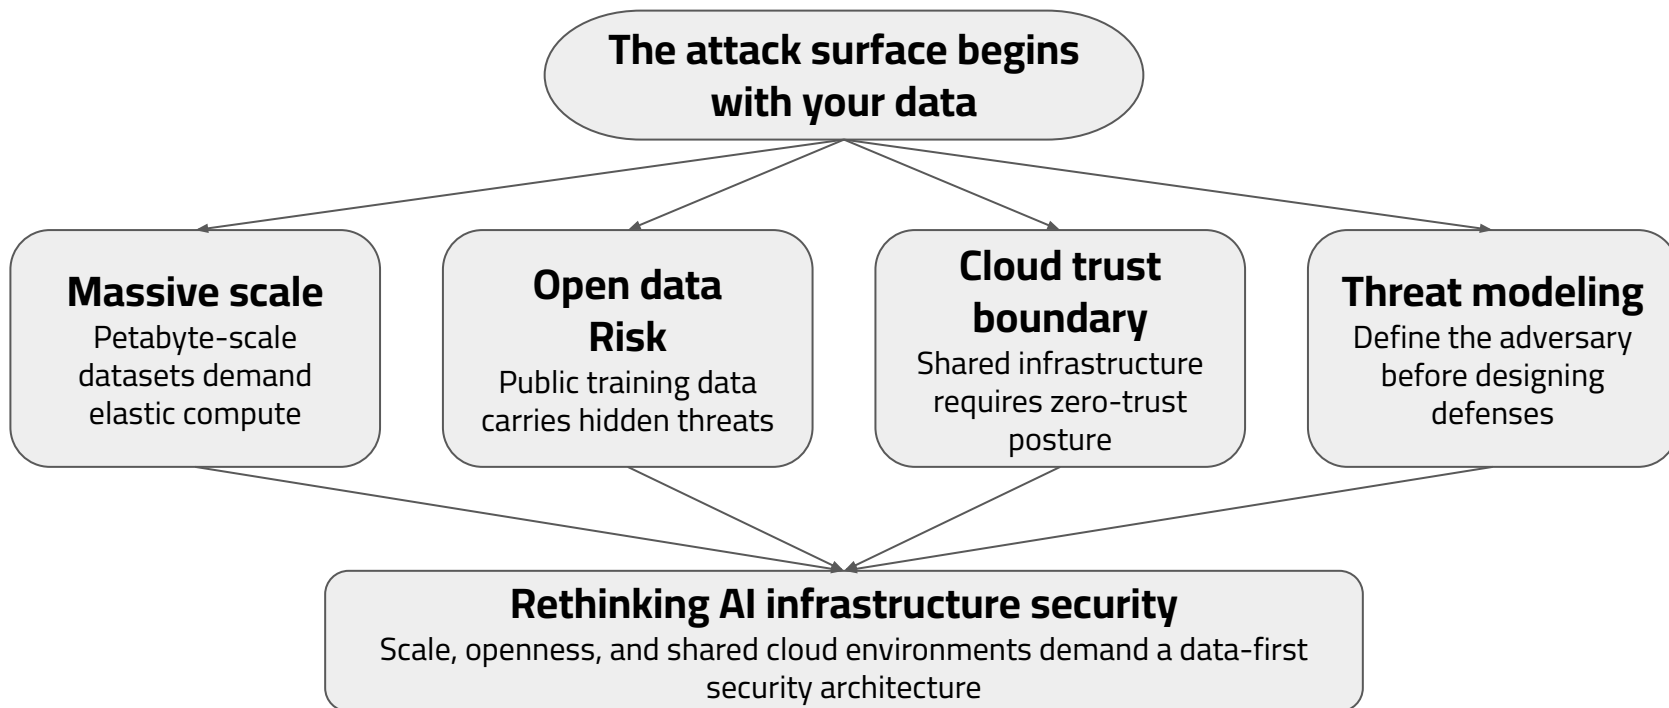 The attack surface begins
with your data
Massive scale
Petabyte-scale
datasets demand
elastic compute
Open data
Risk
Public training data
carries hidden threats
Cloud trust
boundary
Shared infrastructure
requires zero-trust
posture
Threat modeling
Define the adversary
before designing
defenses
Rethinking AI infrastructure security
Scale, openness, and shared cloud environments demand a data-first
security architecture